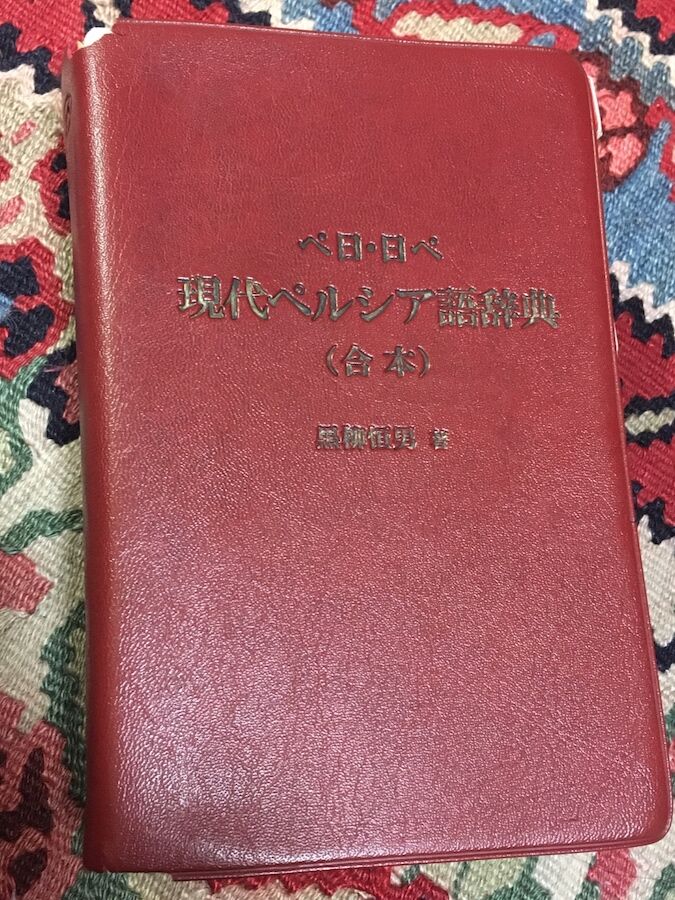 ペ日・日ペ
現代ペルシア語辞典
（合本）
黒柳恒男 著